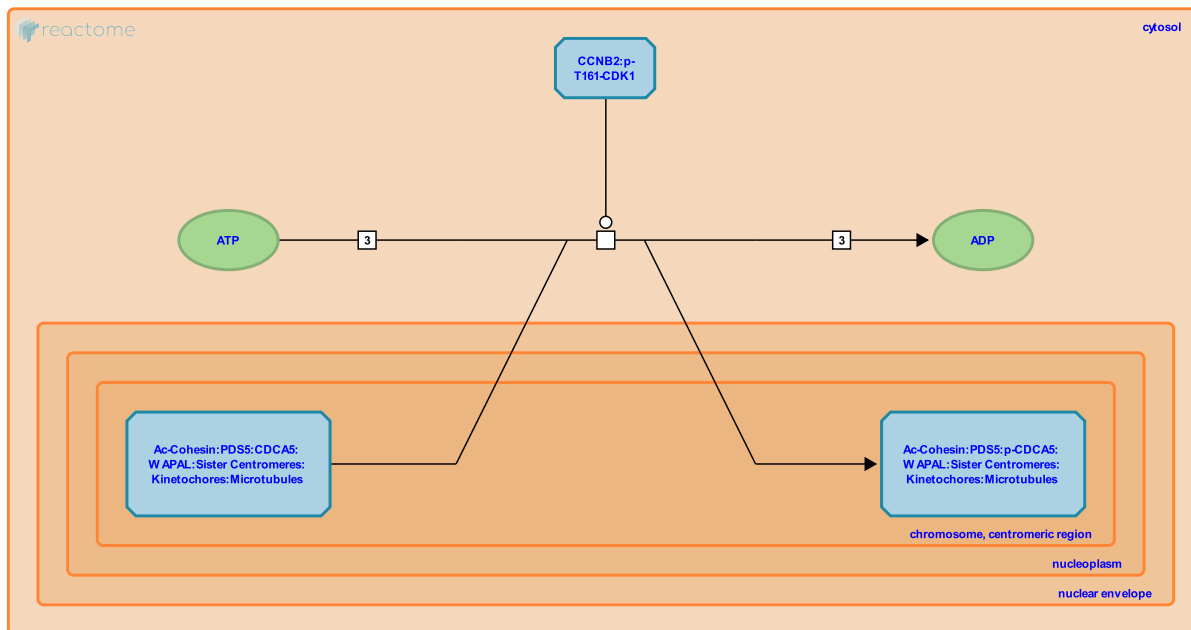 reactome
cytosol
CCNB2:p-
T161-CDK1
ATP
3
3
ADP
Ac-Cohesin:PDS5:CDCA5:
WAPAL:Sister Centromeres:
Kinetochores:Microtubules
Ac-Cohesin:PDS5:p-CDCA5:
WAPAL:Sister Centromeres:
Kinetochores:Microtubules
chromosome, centromeric region
nucleoplasm
nuclear envelope